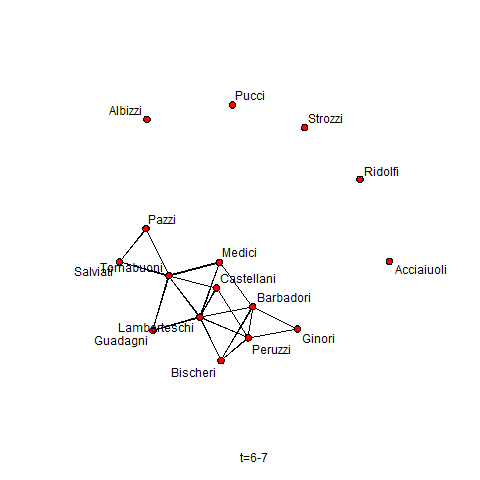 Pucci
Albizzi
Strozzi
Ridolfi
Pazzi
Medici
Salviati
Tornabuoni
Acciaiuoli
Castellani
Barbadori
Lamberteschi
Guadagni
Ginori
Peruzzi
Bischeri
t=6-7